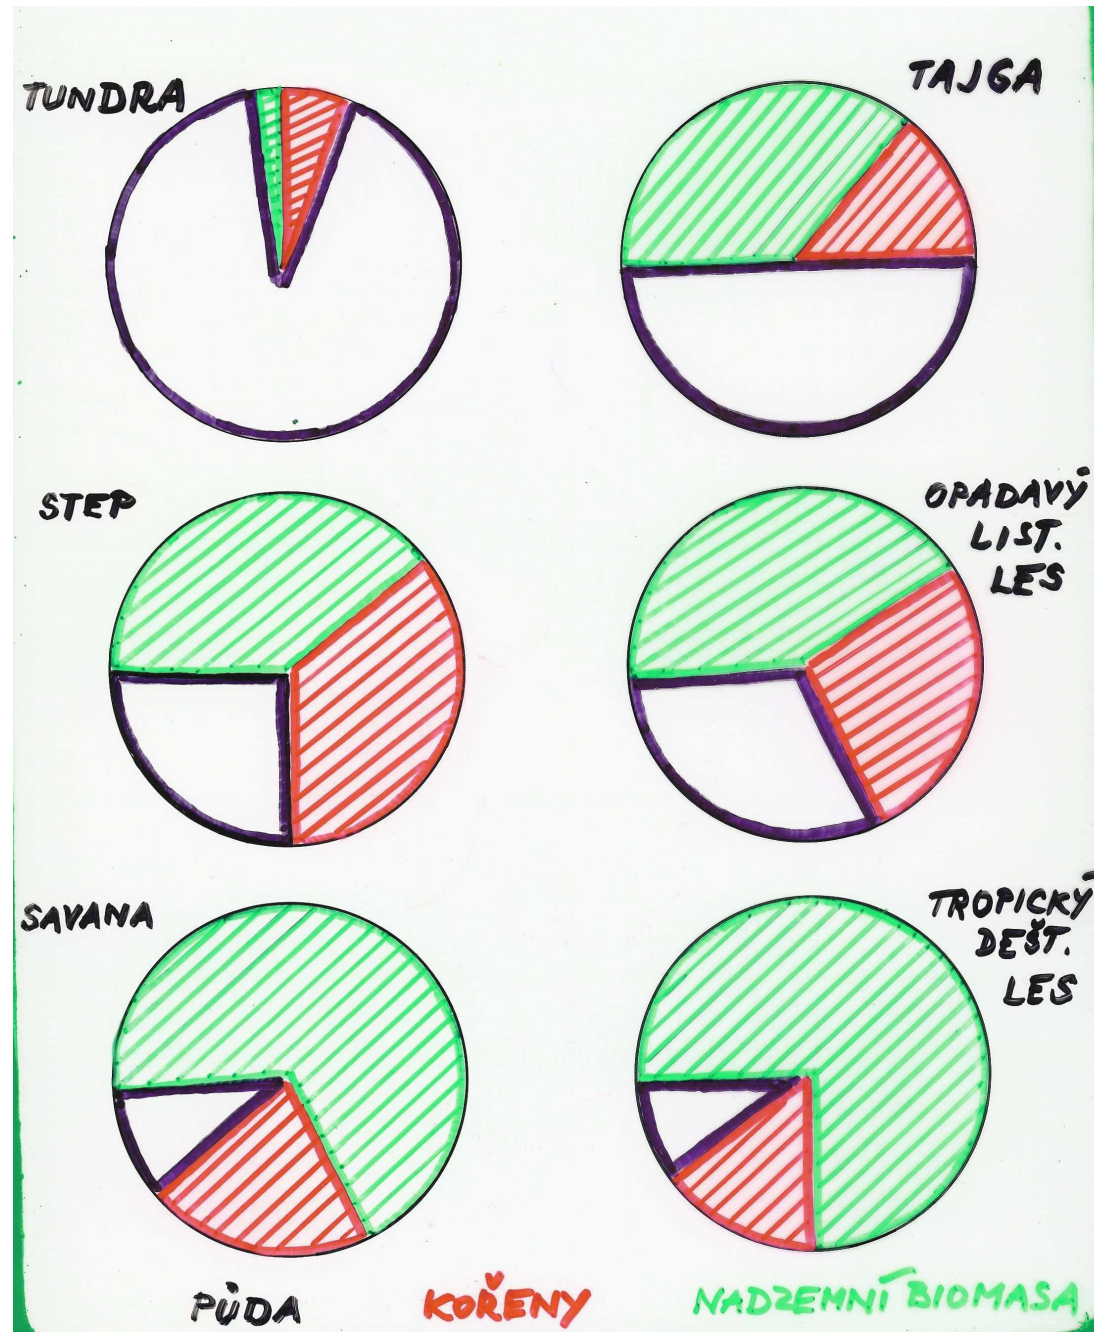 TUNDRA
TAJGA
STEP
OPADAVÝ
LIST.
LES
SAVANA
TROPICKÝ
DEŠT.
LES
PŮDA
KOŘENY
NADZEMNÍ BIOMASA